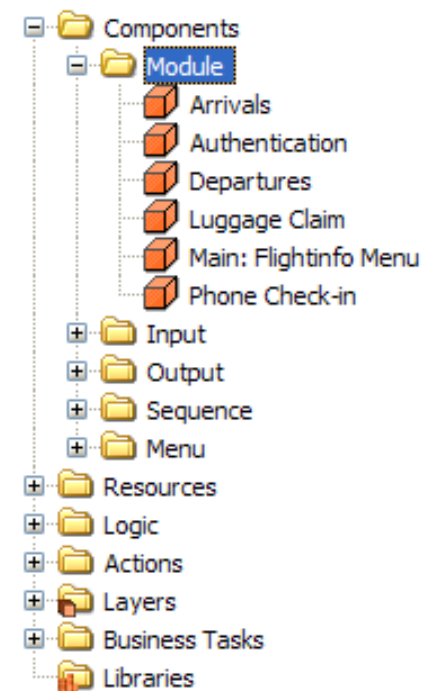 Components
Module
Arrivals
Authentication
Departures
Luggage Claim
Main: Flightinfo Menu
Phone Check-in
Input
Output
Sequence
Menu
Resources
Logic
Actions
Layers
Business Tasks
Libraries